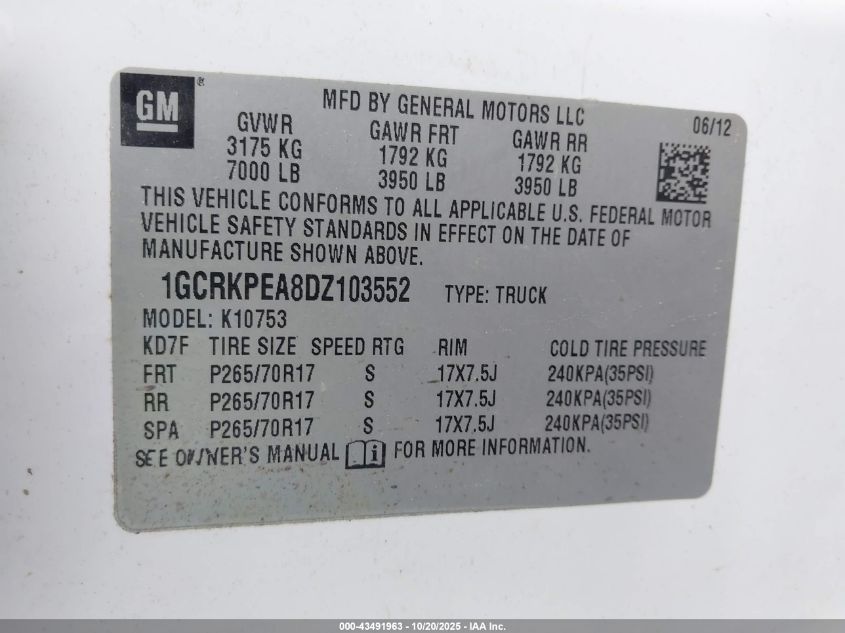 GM ®
MFD BY GENERAL MOTORS LLC
06/12
GVWR GAWR FRT GAWR RR
3175 KG 1792 KG 1792 KG
7000 LB 3950 LB 3950 LB
THIS VEHICLE CONFORMS TO ALL APPLICABLE U.S. FEDERAL MOTOR
VEHICLE SAFETY STANDARDS IN EFFECT ON THE DATE OF
MANUFACTURE SHOWN ABOVE.
1GCRKPEA8DZ103552 TYPE: TRUCK
MODEL: K10753
KD7F TIRE SIZE SPEED RTG RIM COLD TIRE PRESSURE
FRT P265/70R17 S 17X7.5J 240KPA(35PSI)
RR P265/70R17 S 17X7.5J 240KPA(35PSI)
SPA P265/70R17 S 17X7.5J 240KPA(35PSI)
SEE OWNER'S MANUAL i FOR MORE INFORMATION.
000-43491963 - 10/20/2025 - IAA Inc.